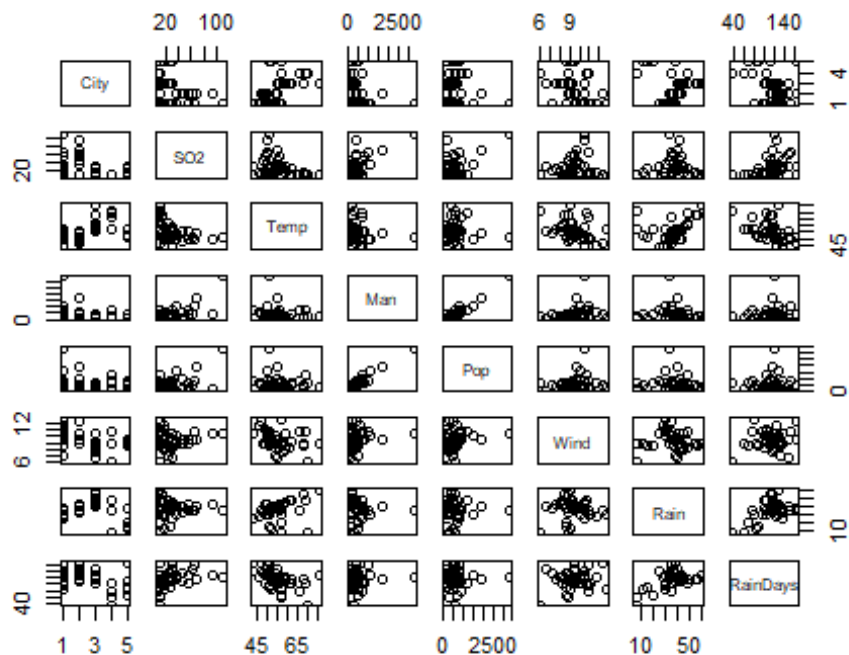 20 100 0 2500 6 9 40 140
City 4 1
20 SO2
Temp 45
0 Man
Pop 0
12 6 Wind
Rain 10
40 RainDays
1 3 5 45 65 0 2500 10 50